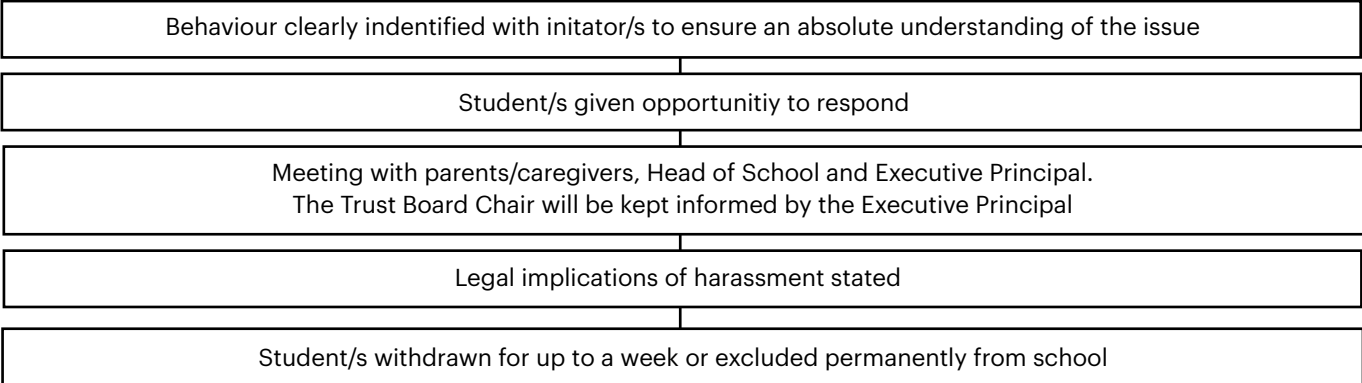 Behaviour clearly indentified with initator/s to ensure an absolute understanding of the issue
Student/s given opportunitiy to respond
Meeting with parents/caregivers, Head of School and Executive Principal.
The Trust Board Chair will be kept informed by the Executive Principal
Legal implications of harassment stated
Student/s withdrawn for up to a week or excluded permanently from school